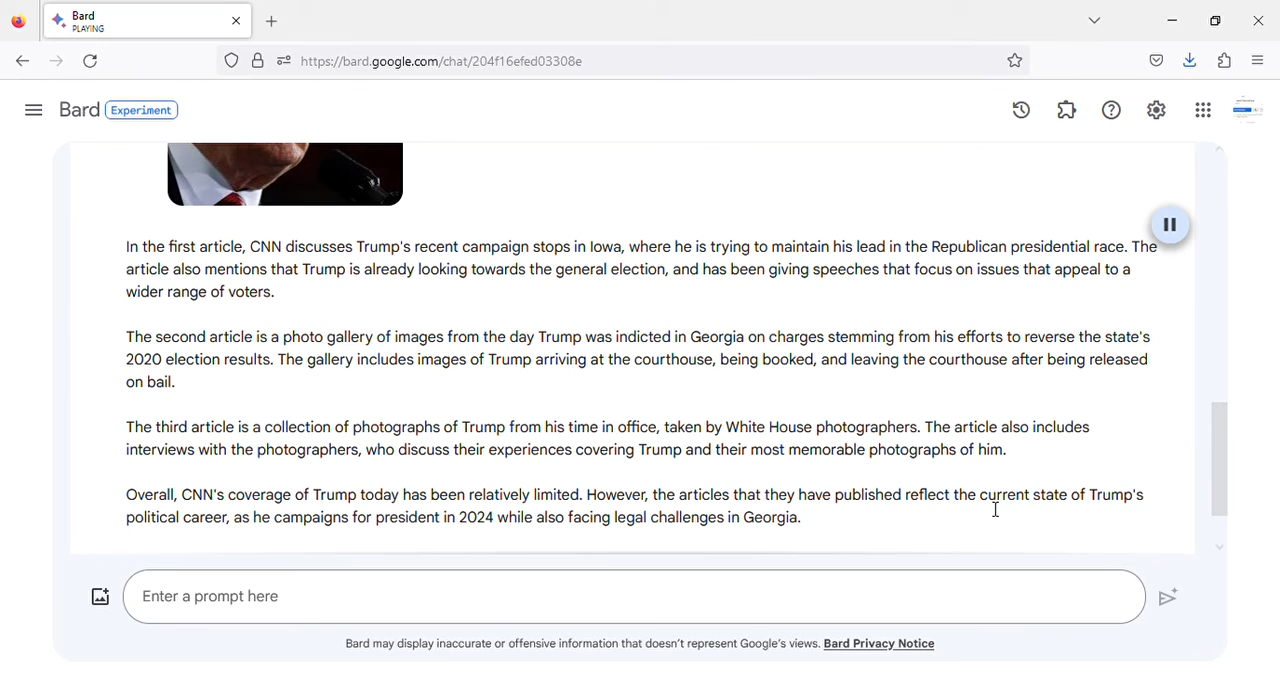 Bard
PLAYING
https://bard.google.com/chat/204f16efed03308e
Bard Experiment
In the first article, CNN discusses Trump's recent campaign stops in Iowa, where he is trying to maintain his lead in the Republican presidential race. The
article also mentions that Trump is already looking towards the general election, and has been giving speeches that focus on issues that appeal to a
wider range of voters.
The second article is a photo gallery of images from the day Trump was indicted in Georgia on charges stemming from his efforts to reverse the state's
2020 election results. The gallery includes images of Trump arriving at the courthouse, being booked, and leaving the courthouse after being released
on bail.
The third article is a collection of photographs of Trump from his time in office, taken by White House photographers. The article also includes
interviews with the photographers, who discuss their experiences covering Trump and their most memorable photographs of him.
Overall, CNN's coverage of Trump today has been relatively limited. However, the articles that they have published reflect the current state of Trump's
political career, as he campaigns for president in 2024 while also facing legal challenges in Georgia.
Enter a prompt here
Bard may display inaccurate or offensive information that doesn't represent Google's views. Bard Privacy Notice